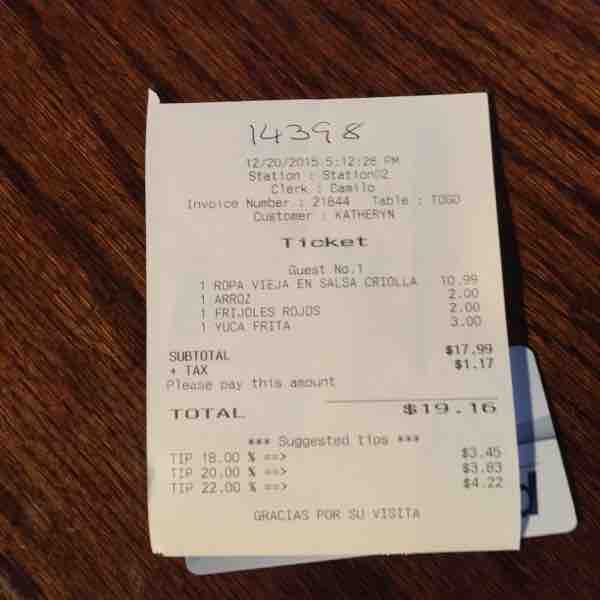 14398
12/20/2015 5:12:26 PM
Station : Station02
Clerk : Camilo
Invoice Number : 21844 Table : TOGO
Customer : KATHERYN
Ticket
Guest No.1
1 ROPA VIEJA EN SALSA CRIOLLA 10.99
1 ARROZ 2.00
1 FRIJOLES ROJOS 2.00
1 YUCA FRITA 3.00
SUBTOTAL $17.99
+ TAX $1.17
Please pay this amount
TOTAL $19.16
*** Suggested tips ***
TIP 18.00 % ==> $3.45
TIP 20.00 % ==> $3.83
TIP 22.00 % ==> $4.22
GRACIAS POR SU VISITA